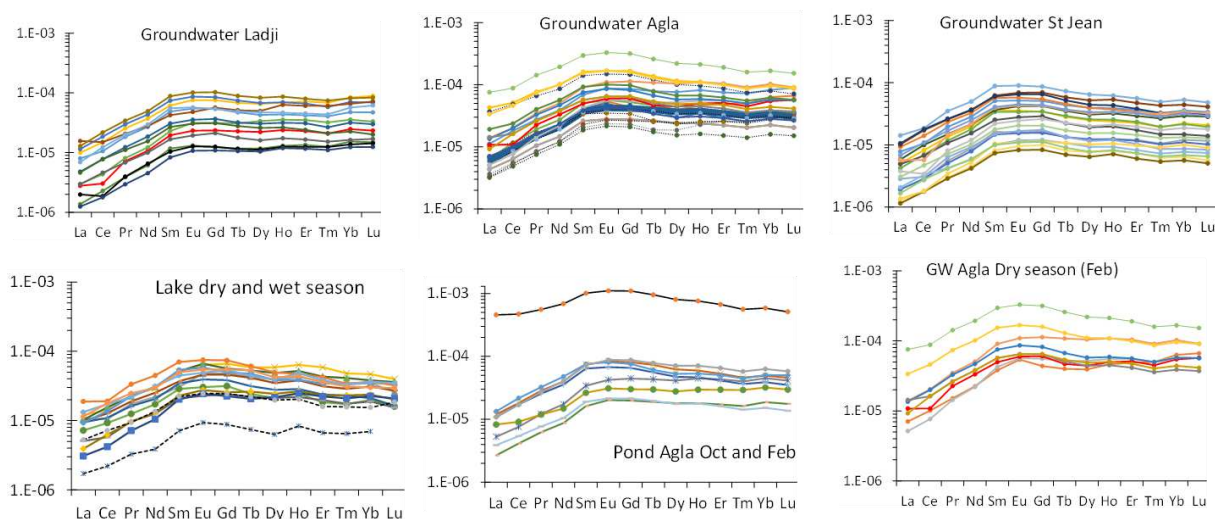 Groundwater Ladji
1.E-03
1.E-04
1.E-05
1.E-06
La Ce Pr Nd Sm Eu Gd Tb Dy Ho Er Tm Yb Lu
Groundwater Agla
1.E-03
1.E-04
1.E-05
1.E-06
La Ce Pr Nd Sm Eu Gd Tb Dy Ho Er Tm Yb Lu
Groundwater St Jean
1.E-03
1.E-04
1.E-05
1.E-06
La Ce Pr Nd Sm Eu Gd Tb Dy Ho Er Tm Yb Lu
Lake dry and wet season
1.E-03
1.E-04
1.E-05
1.E-06
La Ce Pr Nd Sm Eu Gd Tb Dy Ho Er Tm Yb Lu
1.E-03
1.E-04
1.E-05
1.E-06
Pond Agla Oct and Feb
La Ce Pr Nd Sm Eu Gd Tb Dy Ho Er Tm Yb Lu
GW Agla Dry season (Feb)
1.E-03
1.E-04
1.E-05
1.E-06
La Ce Pr Nd Sm Eu Gd Tb Dy Ho Er Tm Yb Lu